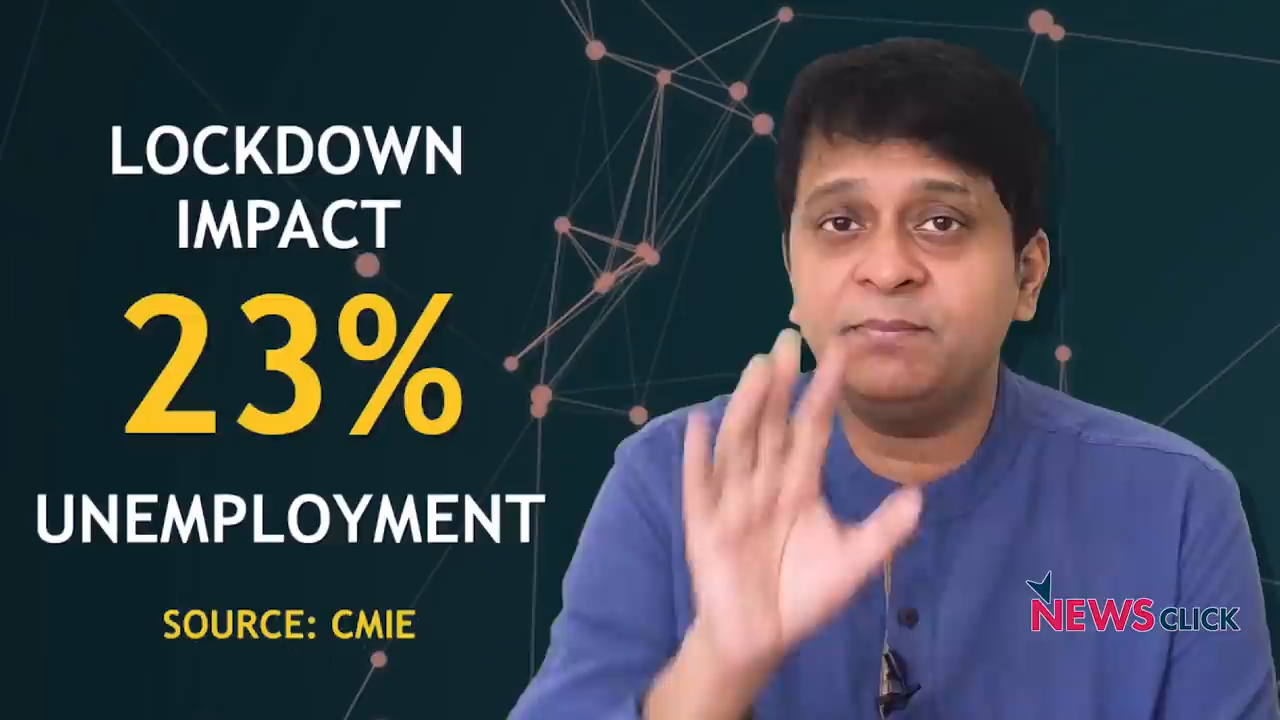 LOCKDOWN
IMPACT
23%
UNEMPLOYMENT
SOURCE: CMIE
NEWSCLICK